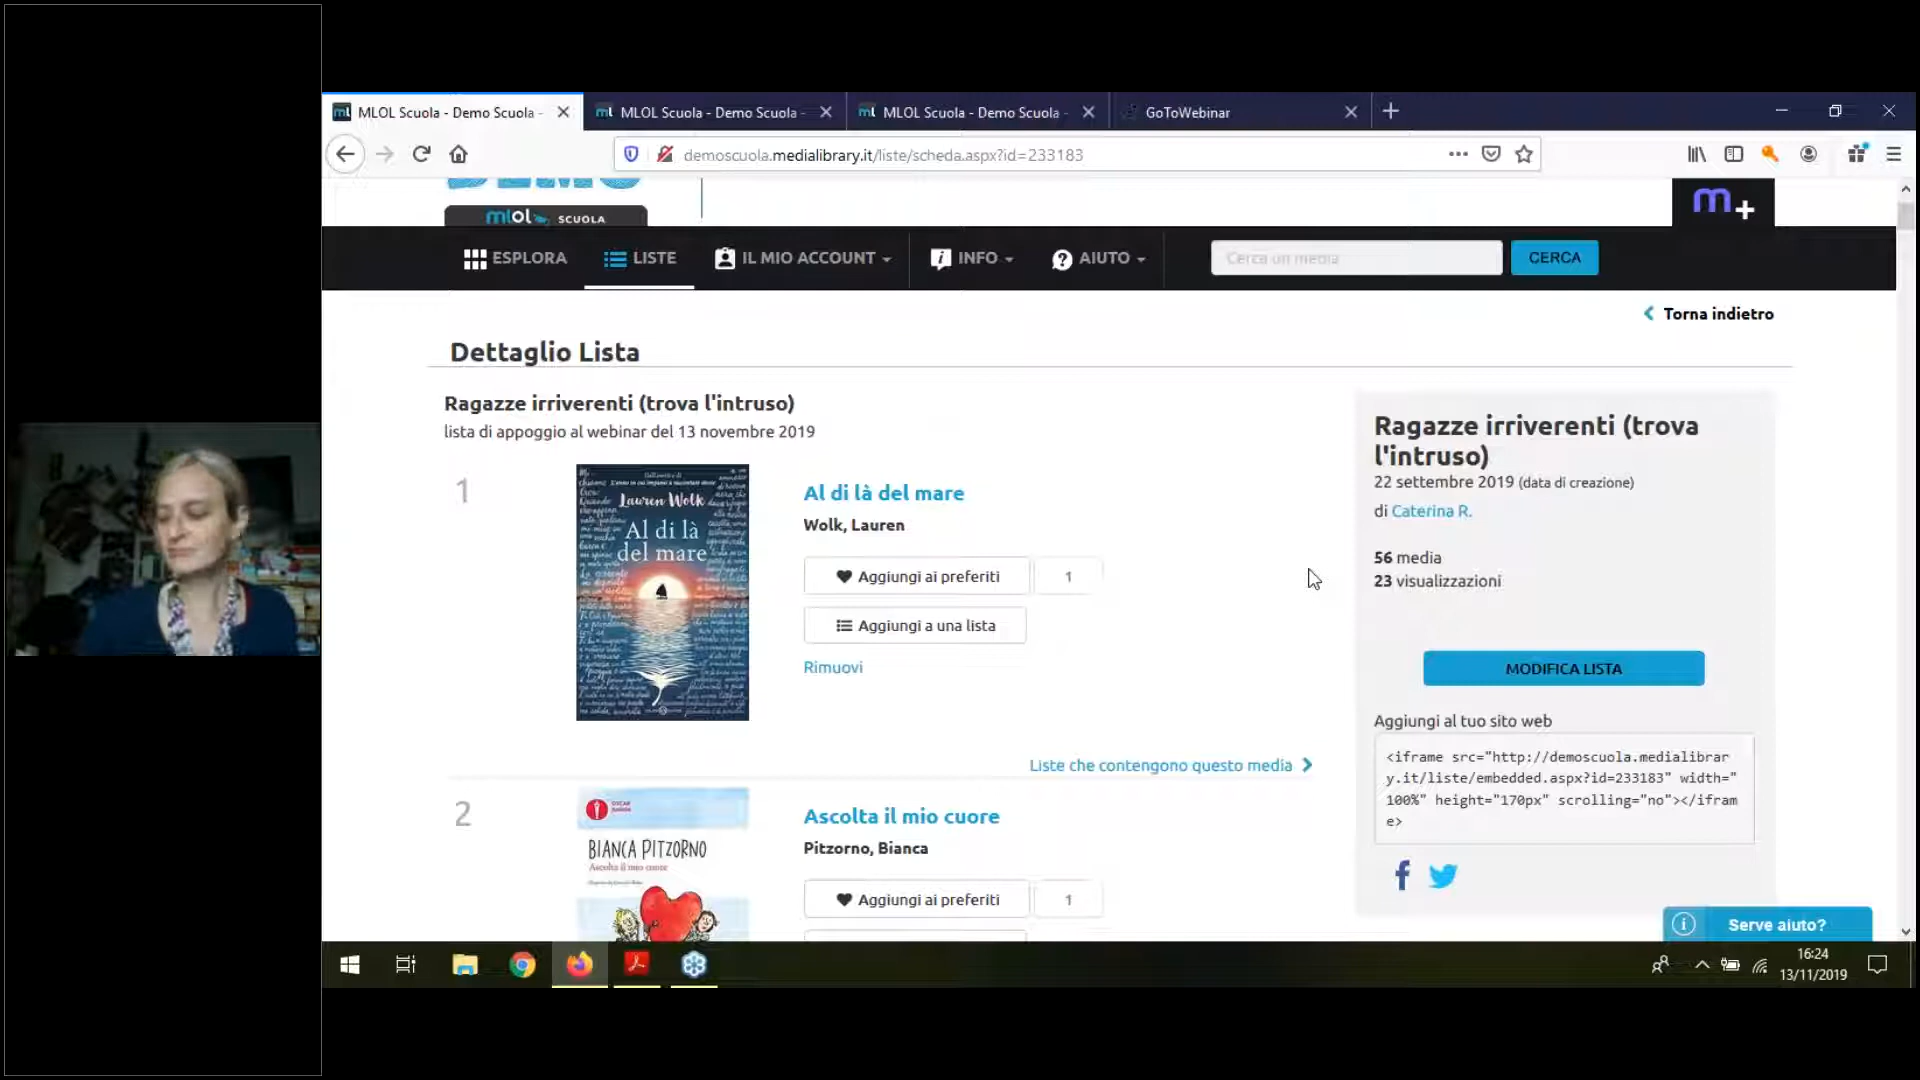 MLOL Scuola - Demo Scuola -
MLOL Scuola - Demo Scuola -
MLOL Scuola - Demo Scuola -
GoToWebinar
demoscuola.medialibrary.it/liste/scheda.aspx?id=233183
mlol SCUOLA
m+
ESPLORA
LISTE
IL MIO ACCOUNT
INFO
AIUTO
Cerca un media
CERCA
Torna indietro
Dettaglio Lista
Ragazze irriverenti (trova l'intruso)
lista di appoggio al webinar del 13 novembre 2019
1
Lauren Wolk
Al di là
del mare
Al di là del mare
Wolk, Lauren
Aggiungi ai preferiti
1
Aggiungi a una lista
Rimuovi
Liste che contengono questo media
2
BIANCA PITZORNO
Ascolta il mio cuore
Ascolta il mio cuore
Pitzorno, Bianca
Aggiungi ai preferiti
1
Ragazze irriverenti (trova
l'intruso)
22 settembre 2019 (data di creazione)
di Caterina R.
56 media
23 visualizzazioni
MODIFICA LISTA
Aggiungi al tuo sito web
<iframe src="http://demoscuola.medialibrar
y.it/liste/embedded.aspx?id=233183" width="
100%" height="170px" scrolling="no"></ifram
e>
Serve aiuto?
16:24
13/11/2019